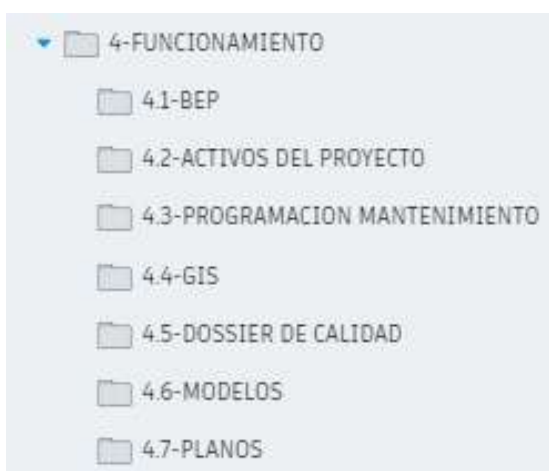 4-FUNCIONAMIENTO
4.1-BEP
4.2-ACTIVOS DEL PROYECTO
4.3-PROGRAMACION MANTENIMIENTO
4.4-GIS
4.5-DOSSIER DE CALIDAD
4.6-MODELOS
4.7-PLANOS